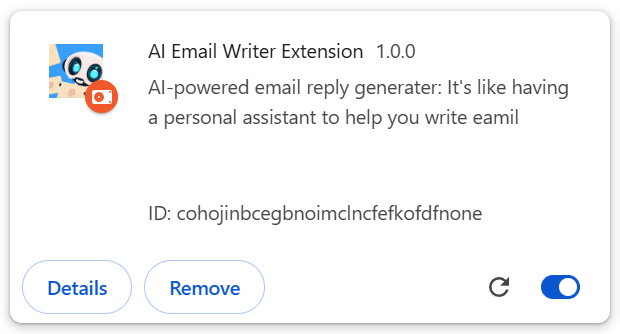 AI Email Writer Extension 1.0.0
AI-powered email reply generater: It's like having
a personal assistant to help you write eamil
ID: cohojinbcegbnoimclncfefkofdfnone
Details Remove